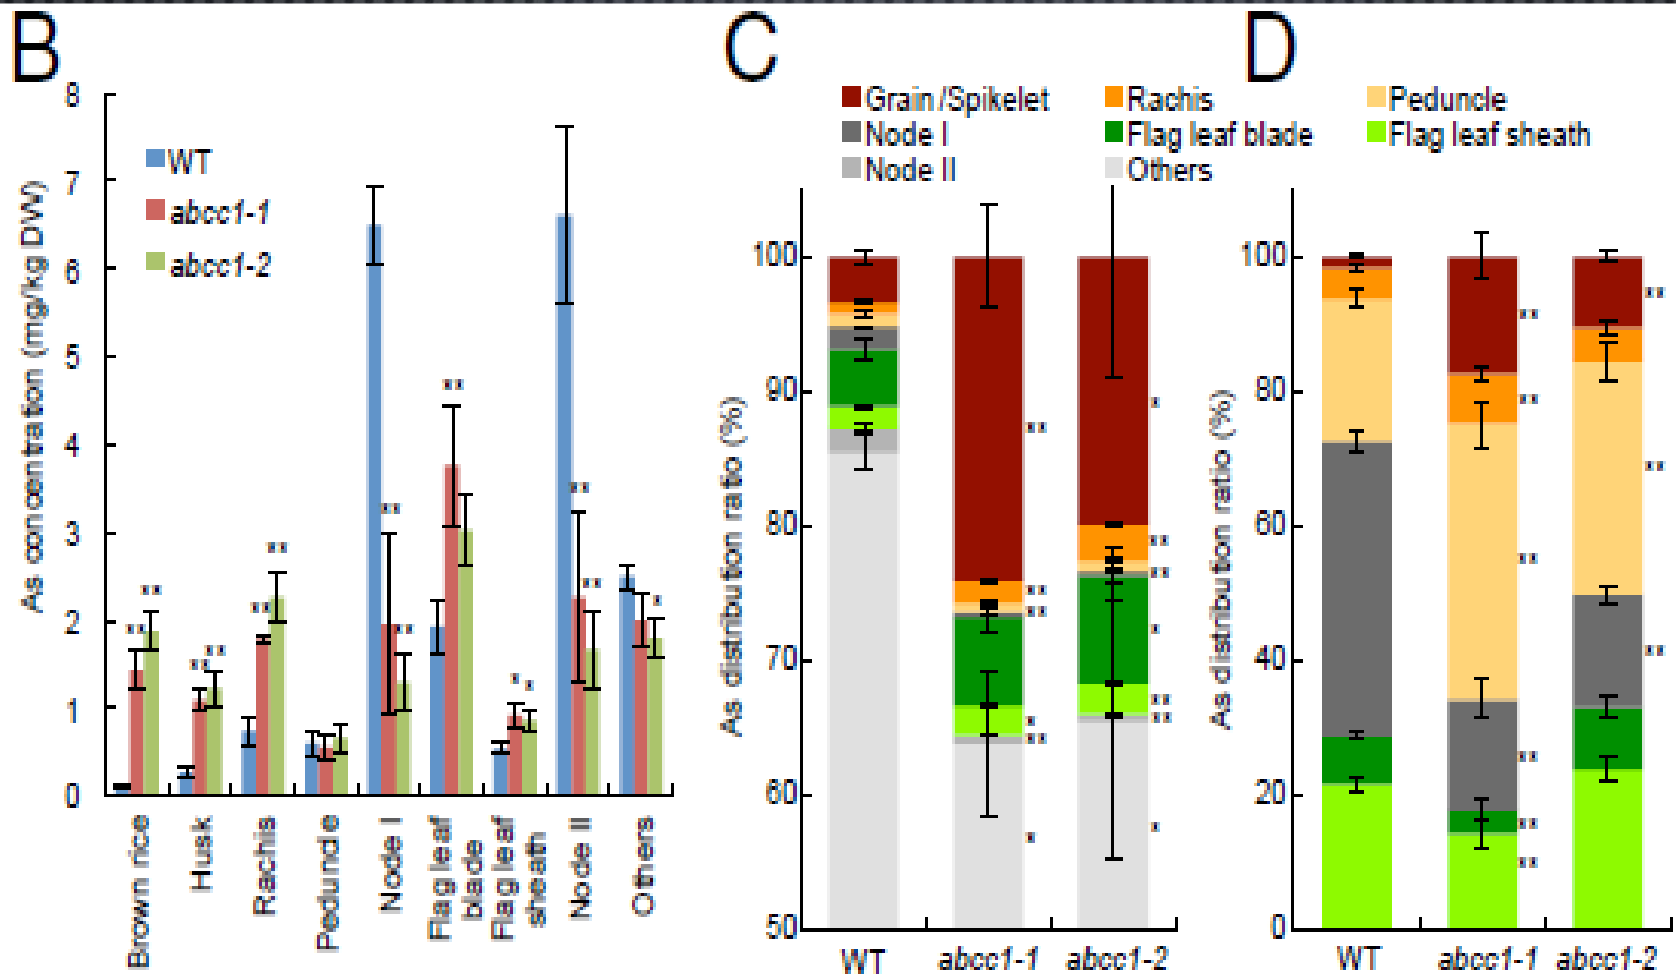 B
8
7
6
5
4
3
2
1
0
As concentration (mg/kg DW)
WT
abcc1-1
abcc1-2
**
**
**
**
**
**
**
**
**
*
*
**
**
*
Brown rice
Husk
Rachis
Peduncle
Node I
Flag leaf
blade
Flag leaf
sheath
Node II
Others
C
D
Grain/Spikelet
Rachis
Peduncle
Node I
Flag leaf blade
Flag leaf sheath
Node II
Others
100
90
80
70
60
50
As distribution ratio (%)
**
**
**
*
**
*
*
**
**
*
**
**
*
WT
abcc1-1
abcc1-2
100
80
60
40
20
0
As distribution ratio (%)
**
**
**
**
**
**
**
**
**
WT
abcc1-1
abcc1-2